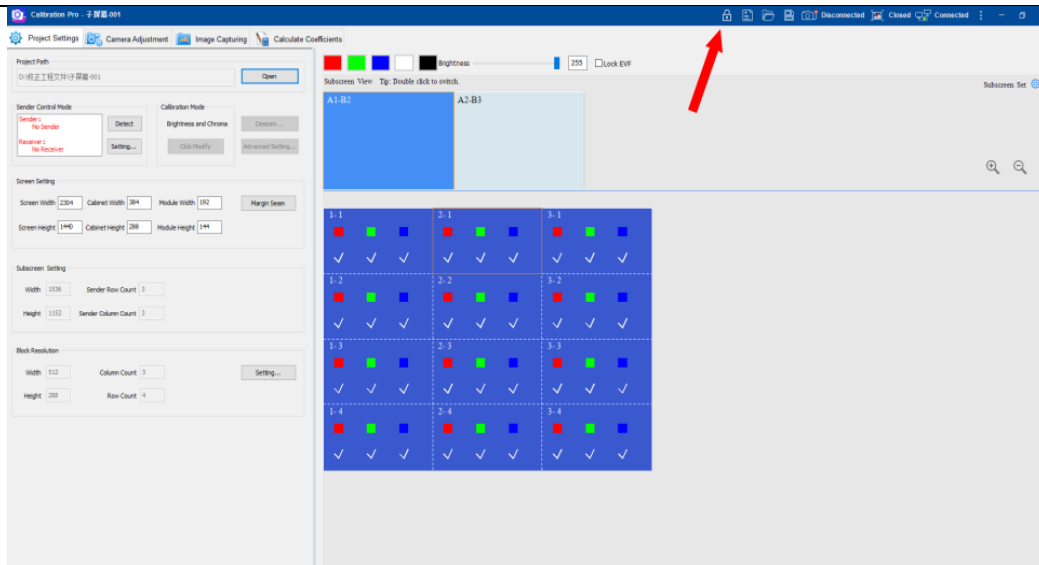 Calibration Pro - 子屏幕-001
Disconnected Closed Connected
Project Settings Camera Adjustment Image Capturing Calculate Coefficients
Project Path
D:\校正工程文件\子屏幕-001 Open
Sender Control Mode
Sender:
No Sender
Receiver:
No Receiver
Detect
Setting...
Calibration Mode
Brightness and Chroma
Click Modify
Advanced Setting...
Screen Setting
Screen Width 2304 Cabinet Width 384 Module Width 192 Margin Seam
Screen Height 1440 Cabinet Height 288 Module Height 144
Subscreen Setting
Width 1536 Sender Row Count 3
Height 1152 Sender Column Count 3
Block Resolution
Width 512 Column Count 3 Setting...
Height 288 Row Count 4
Brightness 255 Lock EVF
Subscreen View Tip: Double click to switch.
Subscreen Set
A1-B2 A2-B3
1-1 2-1 3-1
1-2 2-2 3-2
1-3 2-3 3-3
1-4 2-4 3-4